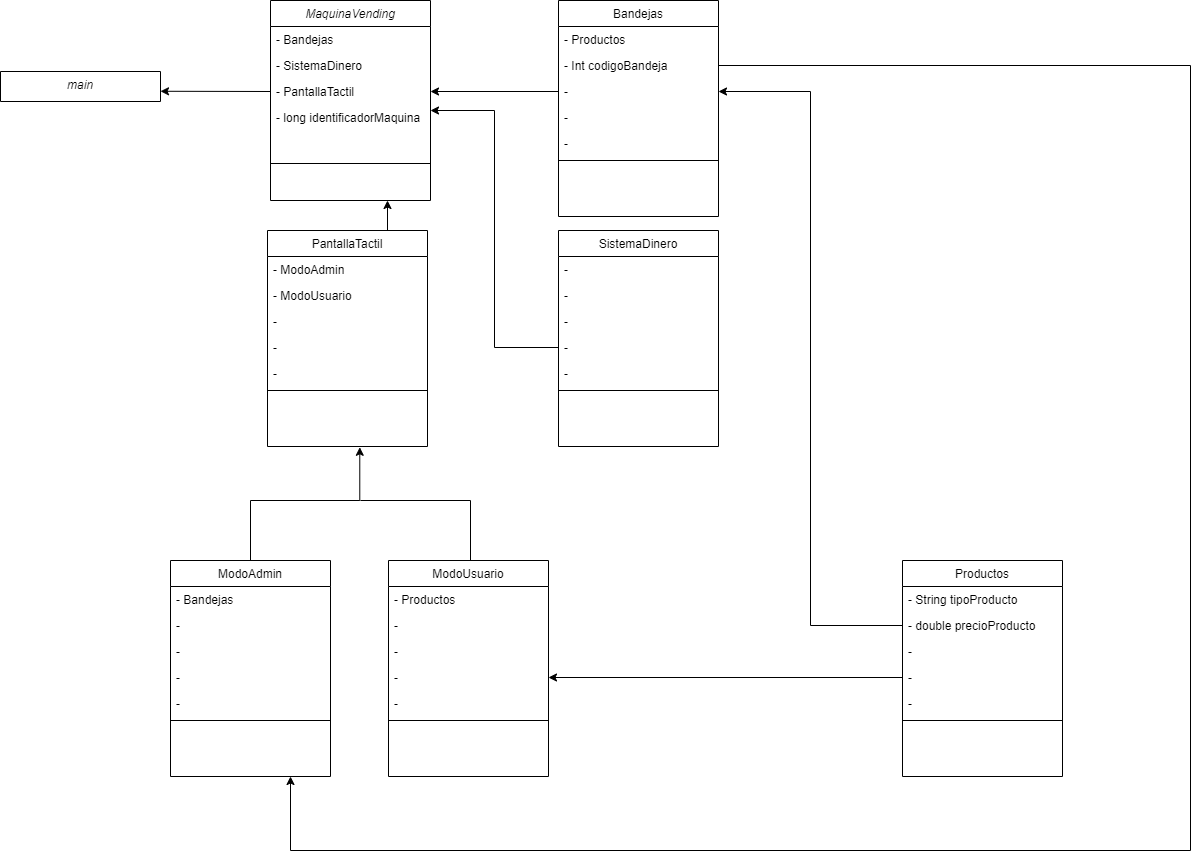 MaquinaVending
- Bandejas
- SistemaDinero
- PantallaTactil
- long identificadorMaquina
Bandejas
- Productos
- Int codigoBandeja
-
-
-
main
PantallaTactil
- ModoAdmin
- ModoUsuario
-
-
-
SistemaDinero
-
-
-
-
-
ModoAdmin
- Bandejas
-
-
-
-
ModoUsuario
- Productos
-
-
-
-
Productos
- String tipoProducto
- double precioProducto
-
-
-